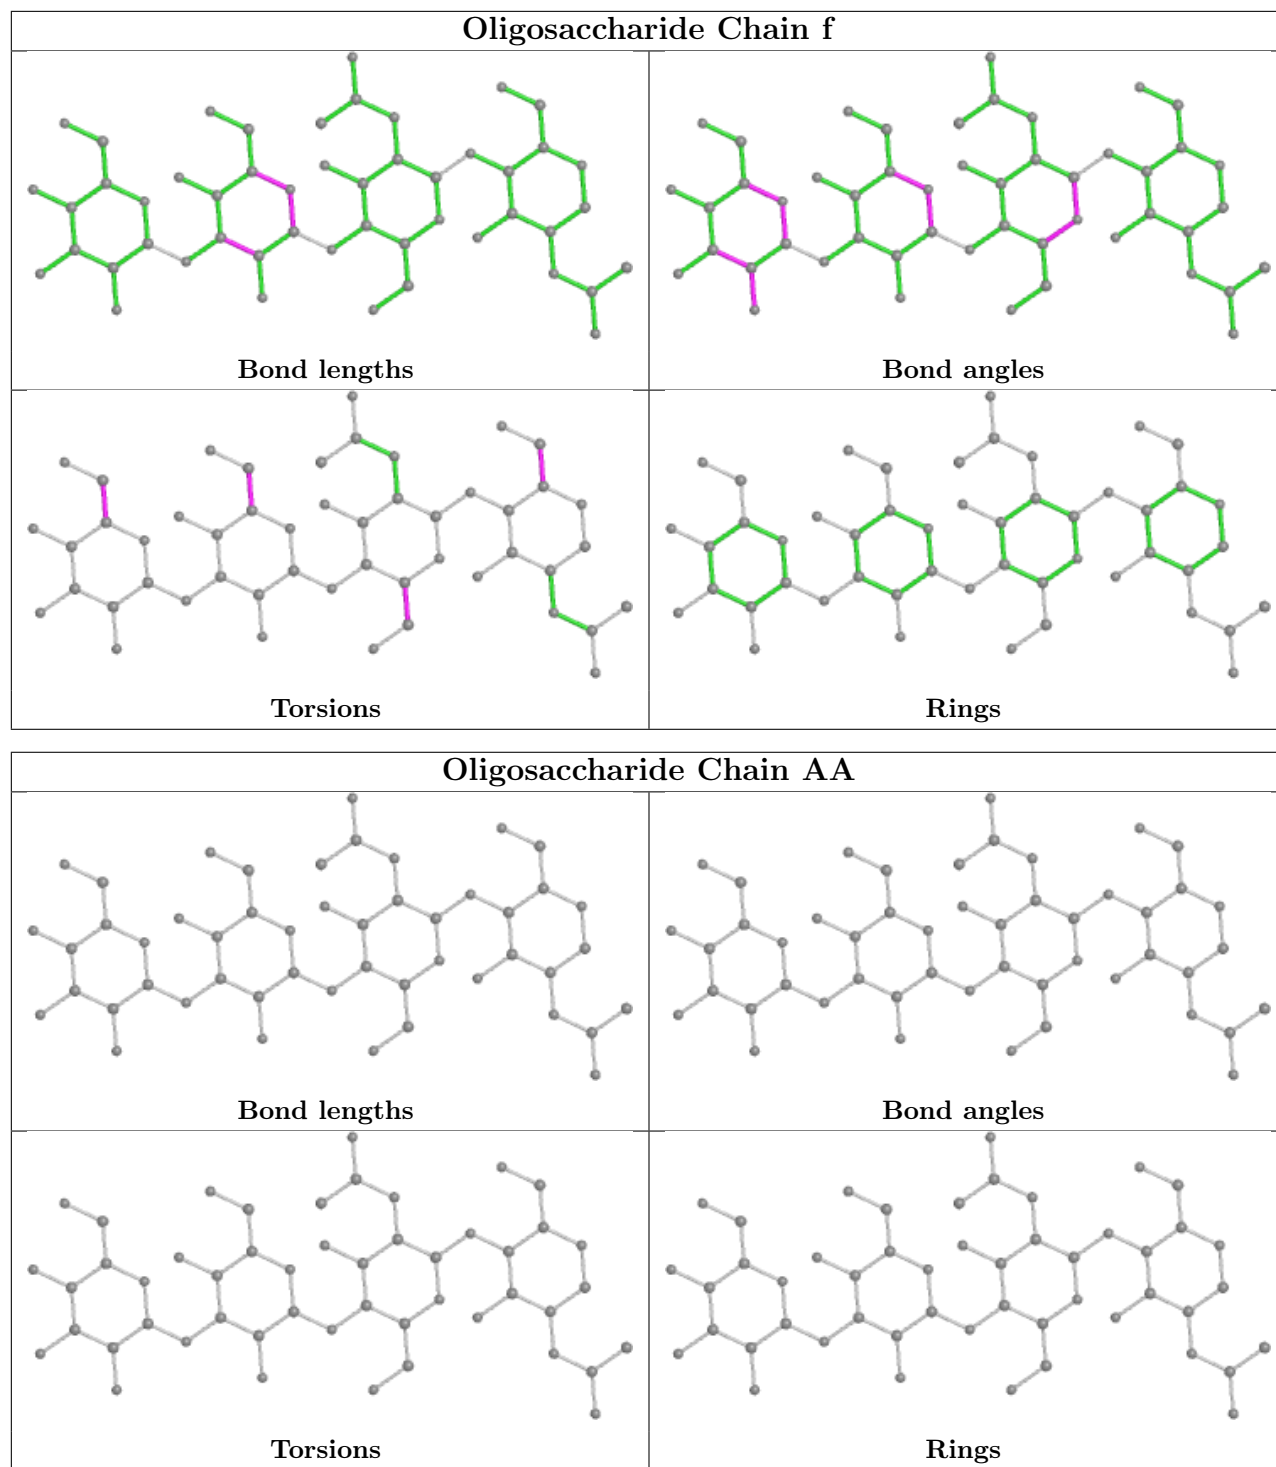 Oligosaccharide Chain f
Bond lengths
Bond angles
Torsions
Rings
Oligosaccharide Chain AA
Bond lengths
Bond angles
Torsions
Rings